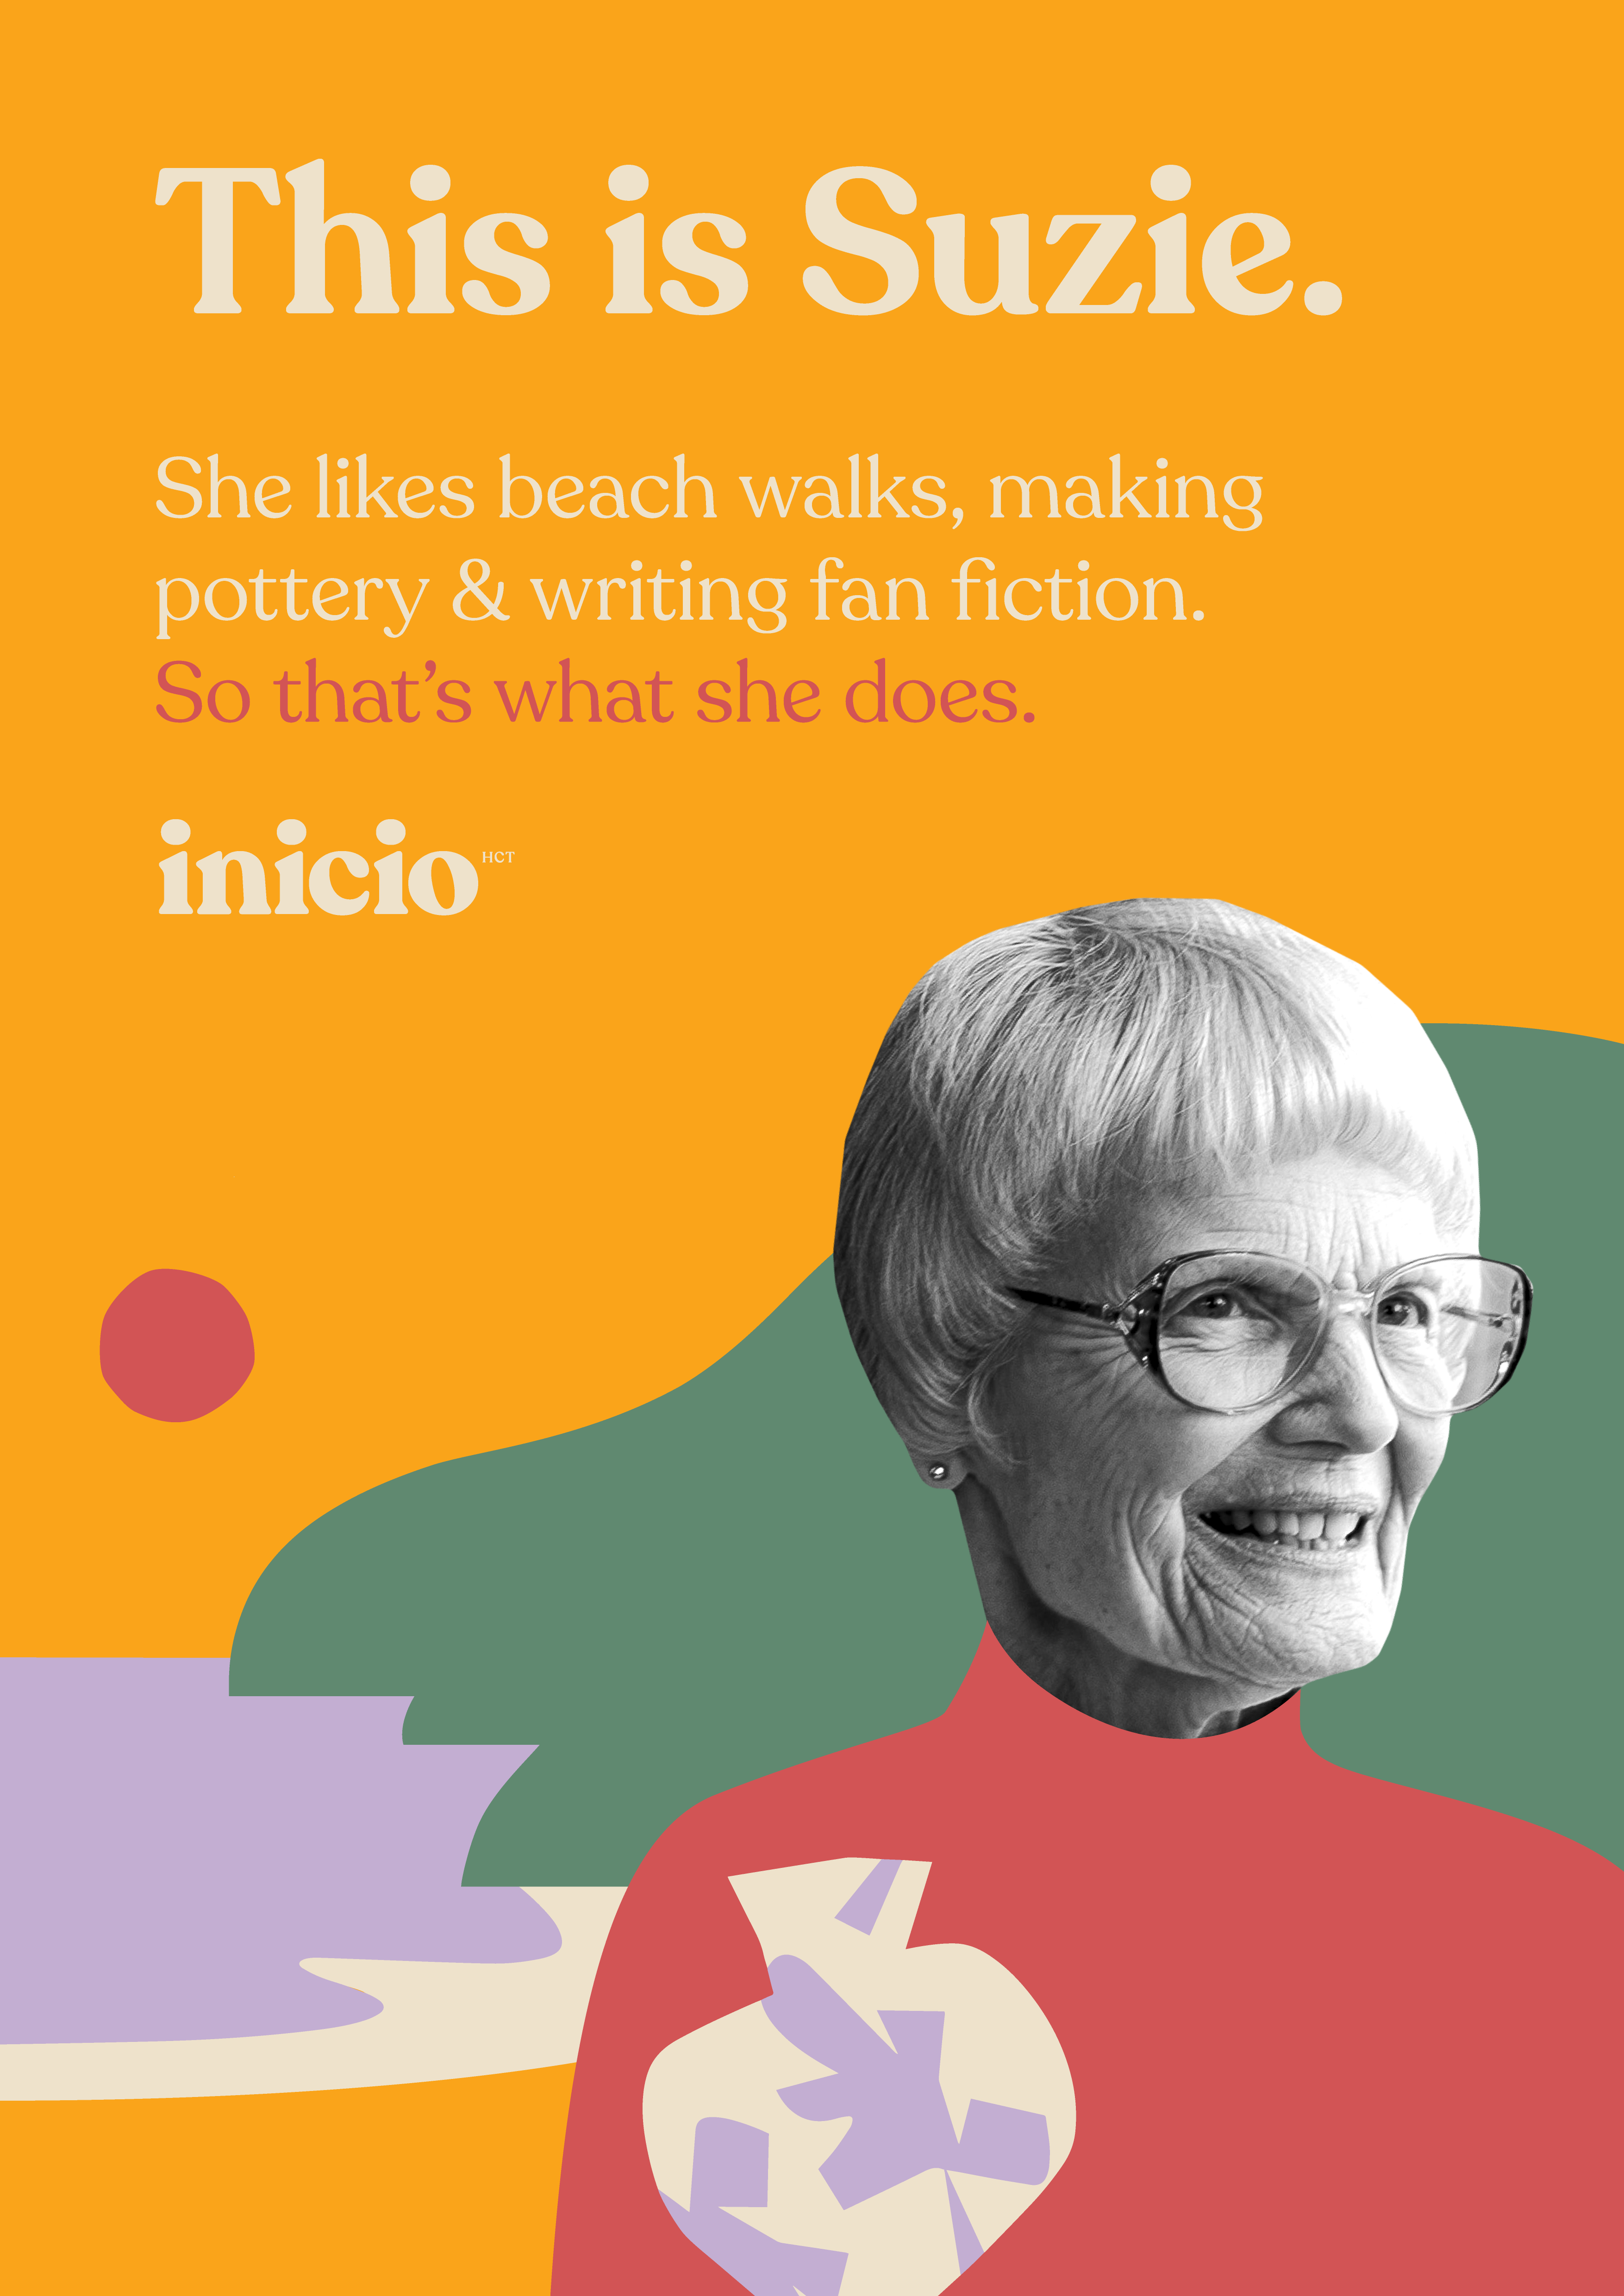 This is Suzie.
She likes beach walks, making
pottery & writing fan fiction.
So that’s what she does.
inicio HCT